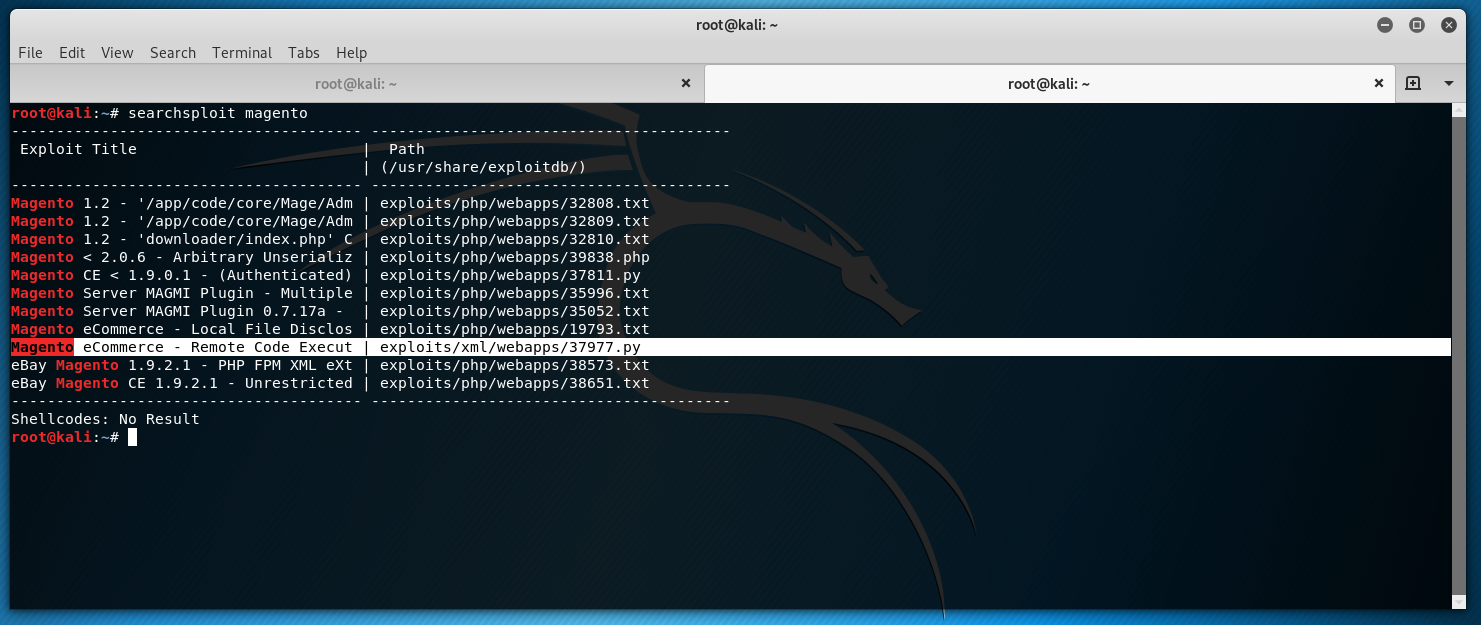 root@kali: ~
File Edit View Search Terminal Tabs Help
root@kali: ~ root@kali: ~
root@kali:~# searchsploit magento
--------------------------------------- ----------------------------------------
Exploit Title | Path
| (/usr/share/exploitdb/)
--------------------------------------- ----------------------------------------
Magento 1.2 - '/app/code/core/Mage/Adm | exploits/php/webapps/32808.txt
Magento 1.2 - '/app/code/core/Mage/Adm | exploits/php/webapps/32809.txt
Magento 1.2 - 'downloader/index.php' C | exploits/php/webapps/32810.txt
Magento < 2.0.6 - Arbitrary Unserializ | exploits/php/webapps/39838.php
Magento CE < 1.9.0.1 - (Authenticated) | exploits/php/webapps/37811.py
Magento Server MAGMI Plugin - Multiple | exploits/php/webapps/35996.txt
Magento Server MAGMI Plugin 0.7.17a - | exploits/php/webapps/35052.txt
Magento eCommerce - Local File Disclos | exploits/php/webapps/19793.txt
Magento eCommerce - Remote Code Execut | exploits/xml/webapps/37977.py
eBay Magento 1.9.2.1 - PHP FPM XML eXt | exploits/php/webapps/38573.txt
eBay Magento CE 1.9.2.1 - Unrestricted | exploits/php/webapps/38651.txt
--------------------------------------- ----------------------------------------
Shellcodes: No Result
root@kali:~#